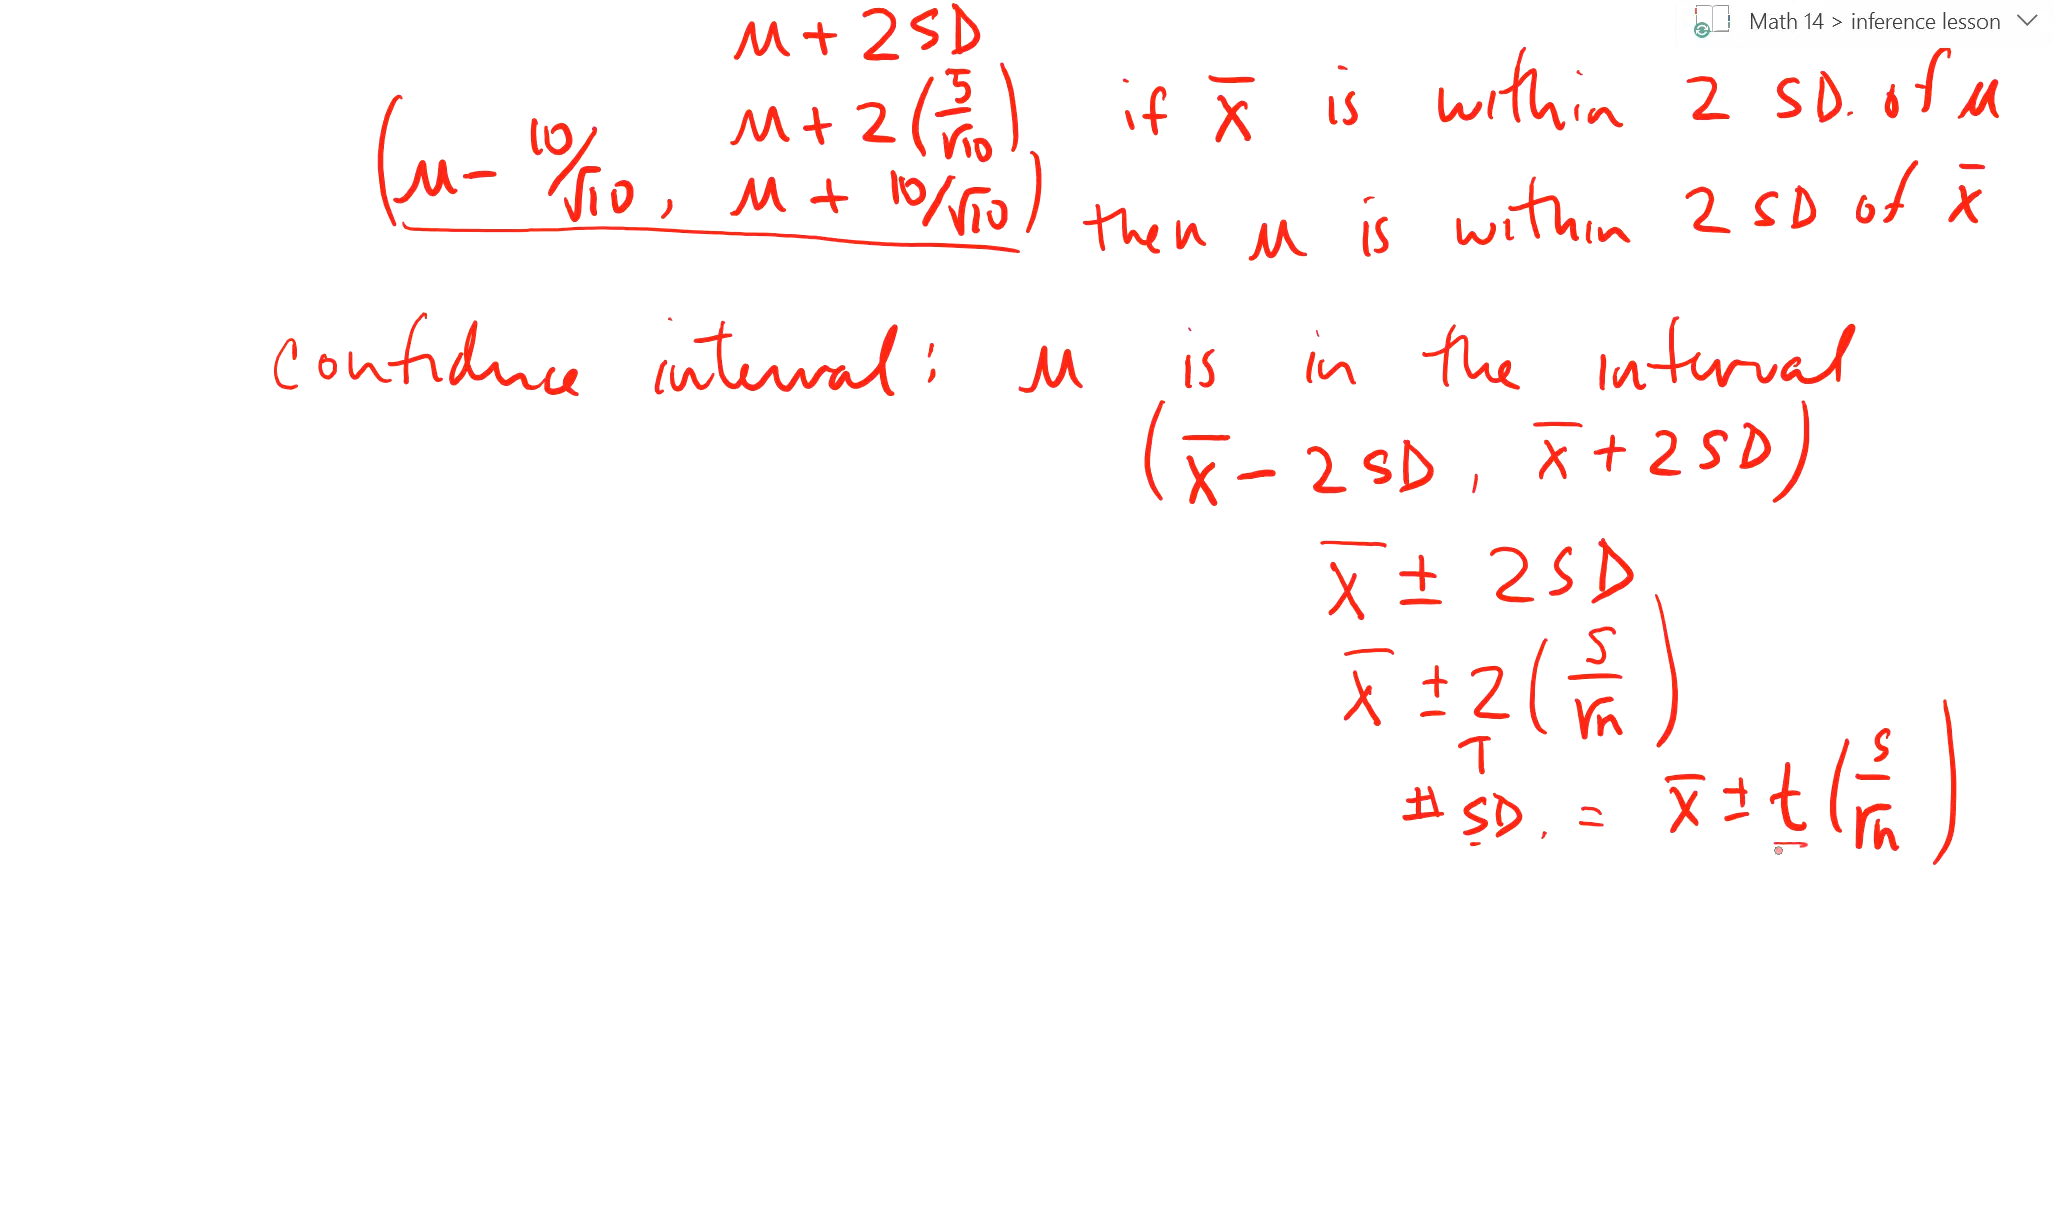 Math 14 > inference lesson
μ + 2SD
μ + 2(5/√10) if x̅ is within 2 SD. of μ
(μ - 10/√10, μ + 10/√10) then μ is within 2 SD of x̅
confidence interval: μ is in the interval
(x̅ - 2SD, x̅ + 2SD)
x̅ ± 2SD
x̅ ± 2(s/√n)
T
# SD. = x̅ ± t(s/√n)